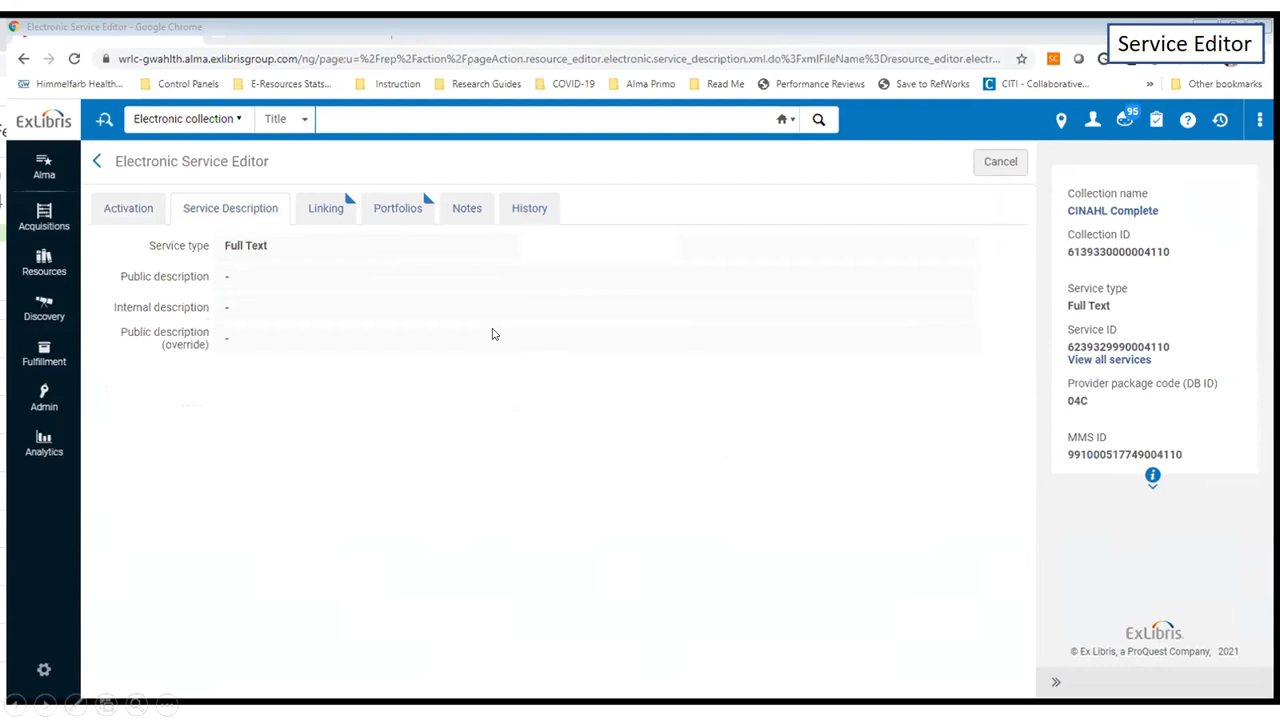 Electronic Service Editor - Google Chrome
Service Editor
wrlc-gwahlth.alma.exlibrisgroup.com/ng/page;u=%2Frep%2Faction%2FpageAction.resource_editor.electronic.service_description.xml.do%3FxmlFileName%3Dresource_editor.electr...
SC
Himmelfarb Health...
Control Panels
E-Resources Stats...
Instruction
Research Guides
COVID-19
Alma Primo
Read Me
Performance Reviews
Save to RefWorks
CITI - Collaborative...
»
Other bookmarks
ExLibris
Electronic collection
Title
95
Alma
Acquisitions
Resources
Discovery
Fulfillment
Admin
Analytics
Electronic Service Editor
Cancel
Activation
Service Description
Linking
Portfolios
Notes
History
Service type Full Text
Public description -
Internal description -
Public description
(override) -
Collection name
CINAHL Complete
Collection ID
6139330000004110
Service type
Full Text
Service ID
6239329990004110
View all services
Provider package code (DB ID)
04C
MMS ID
991000517749004110
ExLibris
© Ex Libris, a ProQuest Company, 2021